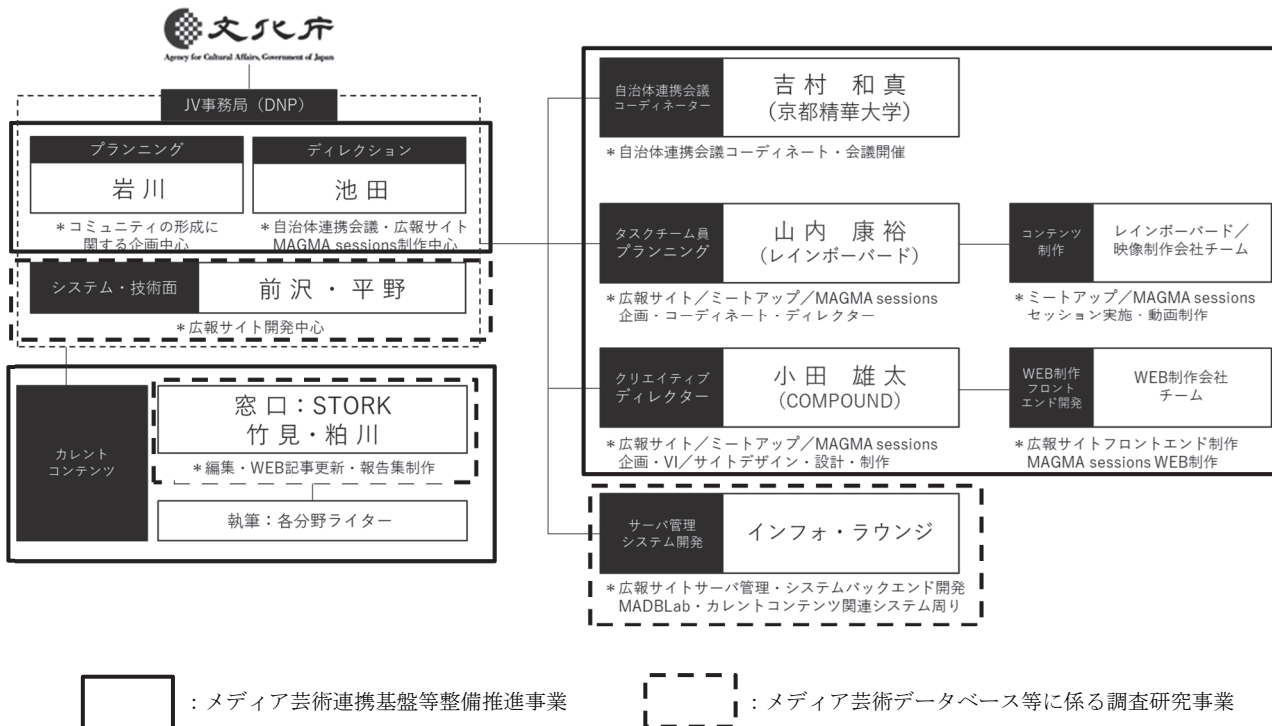 文化庁
Agency for Cultural Affairs, Government of Japan
JV事務局（DNP）
プランニング
岩川
＊コミュニティの形成に
関する企画中心
ディレクション
池田
＊自治体連携会議・広報サイト
MAGMA sessions制作中心
システム・技術面
前沢・平野
＊広報サイト開発中心
カレント
コンテンツ
窓口：STORK
竹見・粕川
＊編集・WEB記事更新・報告集制作
執筆：各分野ライター
自治体連携会議
コーディネーター
吉村 和真
（京都精華大学）
＊自治体連携会議コーディネート・会議開催
タスクチーム員
プランニング
山内 康裕
（レインボーバード）
＊広報サイト／ミートアップ／MAGMA sessions
企画・コーディネート・ディレクター
コンテンツ
制作
レインボーバード／
映像制作会社チーム
＊ミートアップ／MAGMA sessions
セッション実施・動画制作
クリエイティブ
ディレクター
小田 雄太
（COMPOUND）
＊広報サイト／ミートアップ／MAGMA sessions
企画・VI／サイトデザイン・設計・制作
WEB制作
フロント
エンド開発
WEB制作会社
チーム
＊広報サイトフロントエンド制作
MAGMA sessions WEB制作
サーバ管理
システム開発
インフォ・ラウンジ
＊広報サイトサーバ管理・システムバックエンド開発
MADBLab・カレントコンテンツ関連システム周り
：メディア芸術連携基盤等整備推進事業
：メディア芸術データベース等に係る調査研究事業